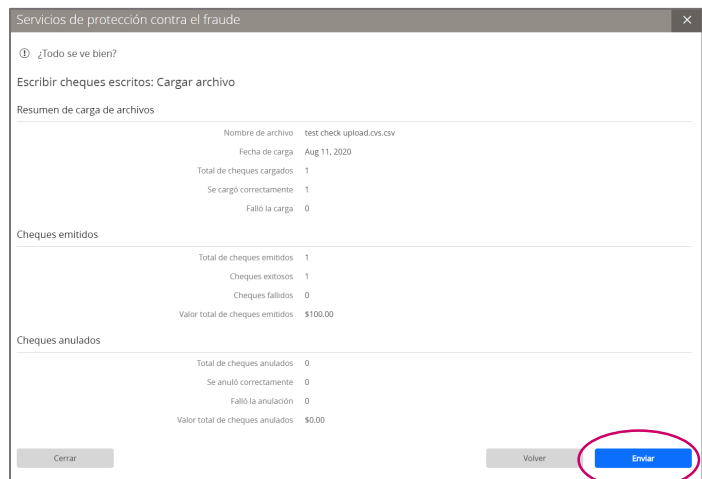 Servicios de protección contra el fraude
¿Todo se ve bien?
Escribir cheques escritos: Cargar archivo
Resumen de carga de archivos
Nombre de archivo test check upload.cvs.csv
Fecha de carga Aug 11, 2020
Total de cheques cargados 1
Se cargó correctamente 1
Falló la carga 0
Cheques emitidos
Total de cheques emitidos 1
Cheques exitosos 1
Cheques fallidos 0
Valor total de cheques emitidos $100.00
Cheques anulados
Total de cheques anulados 0
Se anuló correctamente 0
Falló la anulación 0
Valor total de cheques anulados $0.00
Cerrar Volver Enviar